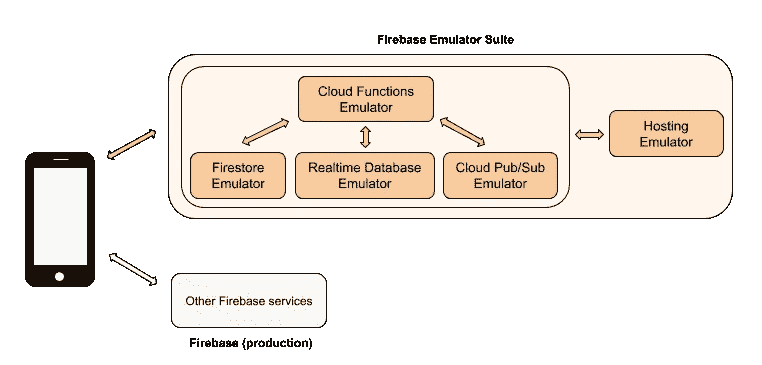 Firebase Emulator Suite
Cloud Functions
Emulator
Hosting
Emulator
Firestore
Emulator
Realtime Database
Emulator
Cloud Pub/Sub
Emulator
Other Firebase services
Firebase (production)